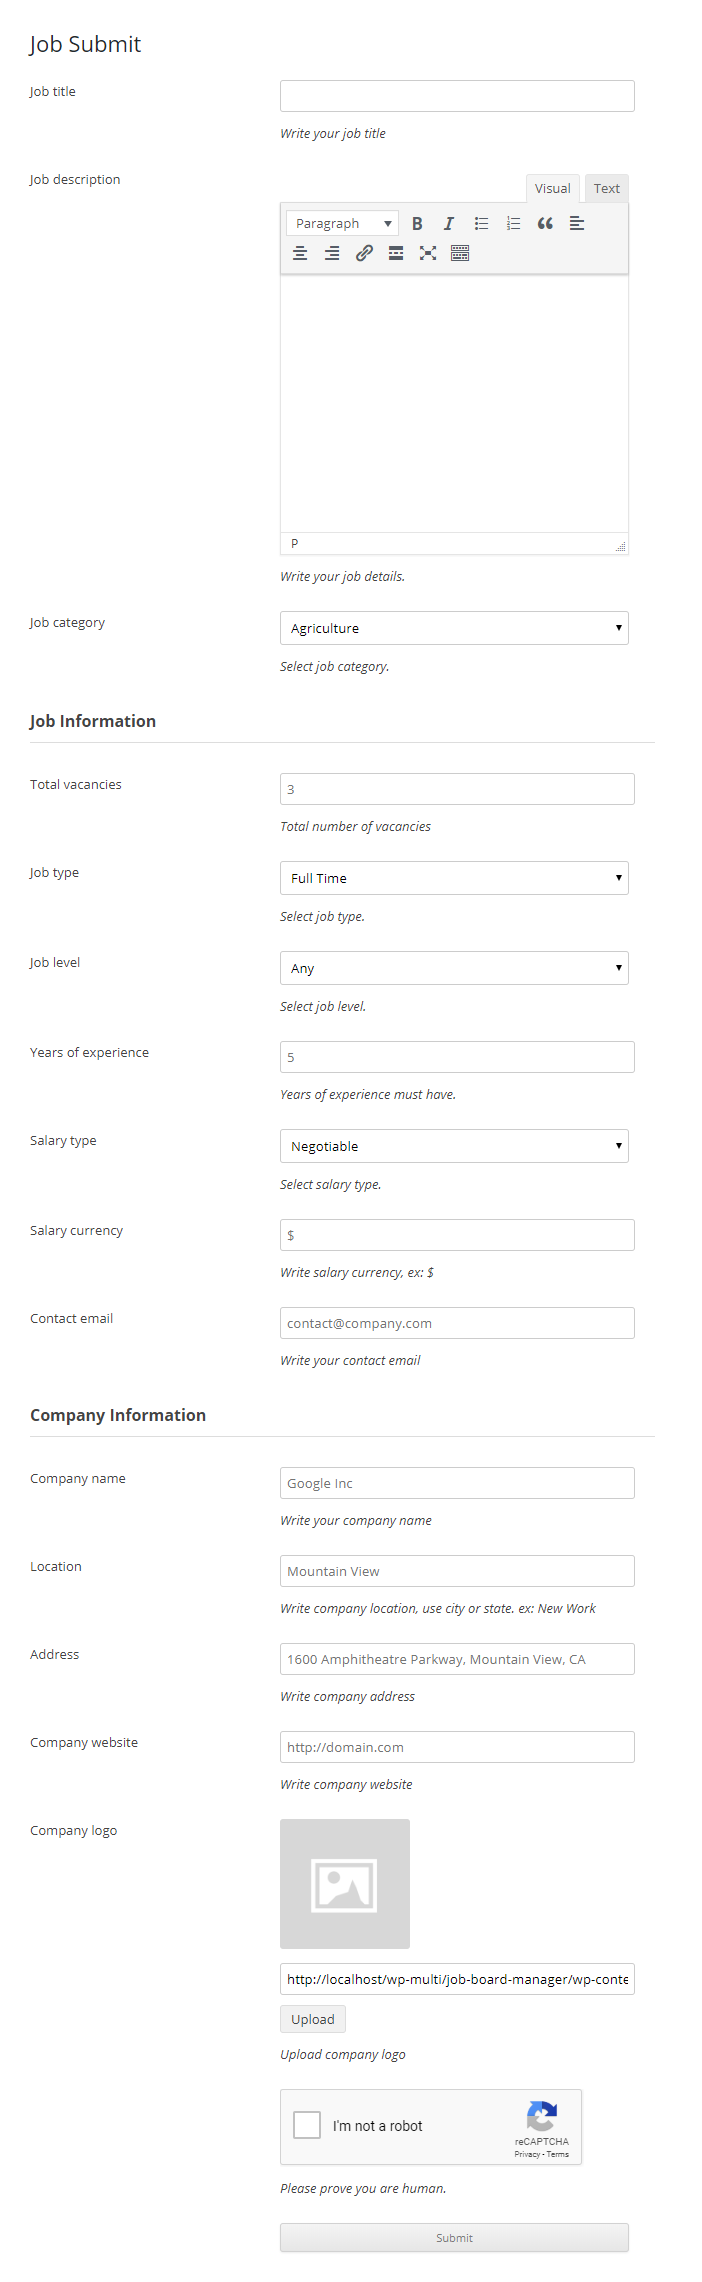 Job Submit
Job title
Write your job title
Job description
Visual Text
Paragraph
P
Write your job details.
Job category
Agriculture
Select job category.
Job Information
Total vacancies
3
Total number of vacancies
Job type
Full Time
Select job type.
Job level
Any
Select job level.
Years of experience
5
Years of experience must have.
Salary type
Negotiable
Select salary type.
Salary currency
$
Write salary currency, ex: $
Contact email
contact@company.com
Write your contact email
Company Information
Company name
Google Inc
Write your company name
Location
Mountain View
Write company location, use city or state. ex: New Work
Address
1600 Amphitheatre Parkway, Mountain View, CA
Write company address
Company website
http://domain.com
Write company website
Company logo
http://localhost/wp-multi/job-board-manager/wp-conte
Upload
Upload company logo
I'm not a robot
reCAPTCHA
Privacy - Terms
Please prove you are human.
Submit